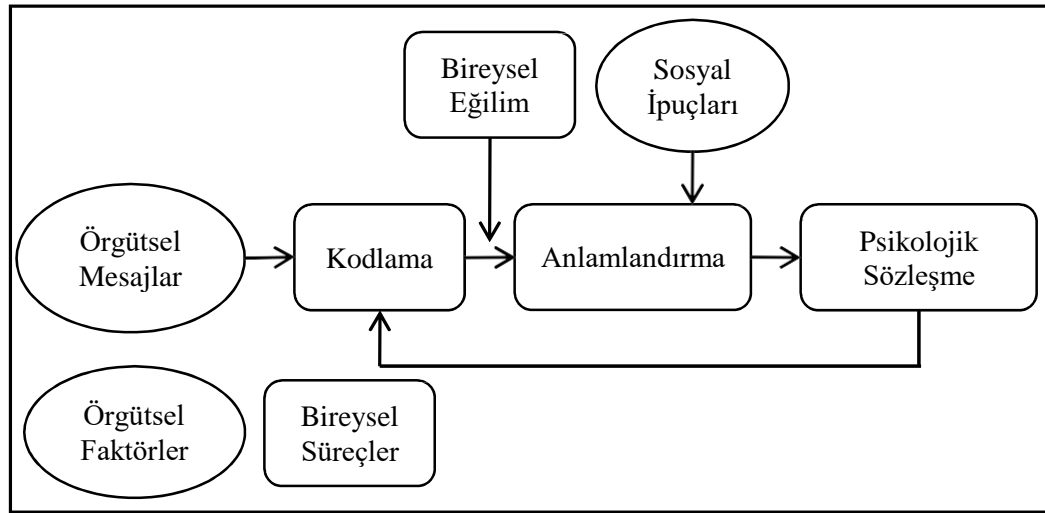 Bireysel
Eğilim
Sosyal
İpuçları
Örgütsel
Mesajlar
Kodlama
Anlamlandırma
Psikolojik
Sözleşme
Örgütsel
Faktörler
Bireysel
Süreçler